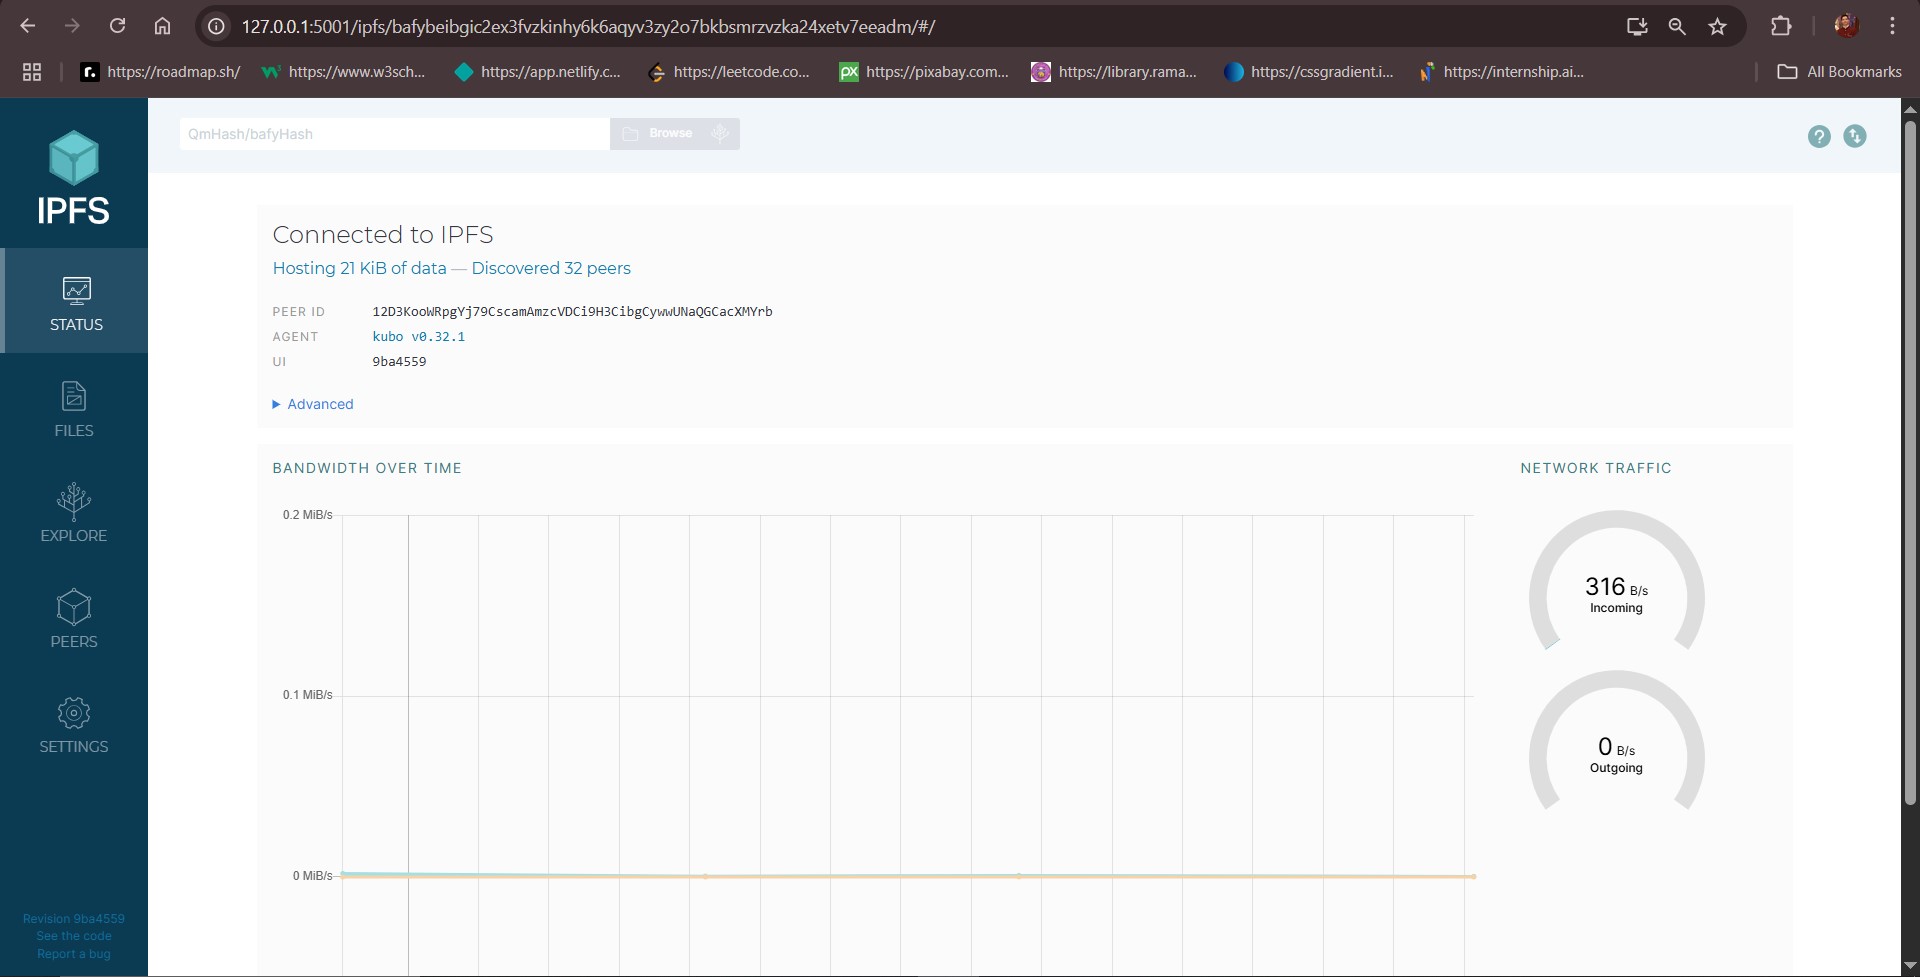 127.0.0.1:5001/ipfs/bafybeibgic2ex3fvzkinhy6k6aqyv3zy2o7bkbsmrzvzka24xetv7eeadm/#/
https://roadmap.sh/
https://www.w3sch...
https://app.netlify.c...
https://leetcode.co...
px
https://pixabay.com...
https://library.rama...
https://cssgradient.i...
https://internship.ai...
All Bookmarks
IPFS
STATUS
FILES
EXPLORE
PEERS
SETTINGS
Revision 9ba4559
See the code
Report a bug
QmHash/bafyHash
Browse
Connected to IPFS
Hosting 21 KiB of data — Discovered 32 peers
PEER ID 12D3KooWRpgYj79CscamAmzcVDCi9H3CibgCywwUNaQGCacXMYrb
AGENT kubo v0.32.1
UI 9ba4559
Advanced
BANDWIDTH OVER TIME
0.2 MiB/s
0.1 MiB/s
0 MiB/s
NETWORK TRAFFIC
316 B/s
Incoming
0 B/s
Outgoing